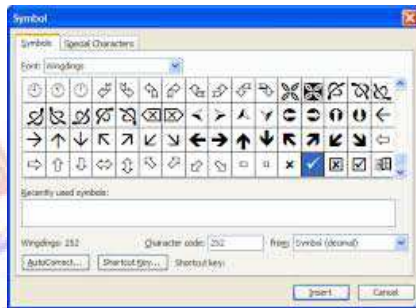 Symbol
Symbols Special Characters
Font: Wingdings
Recently used symbols:
Wingdings: 252 Character code: 252 from: Symbol (decimal)
AutoCorrect... Shortcut Key... Shortcut key:
Insert Cancel